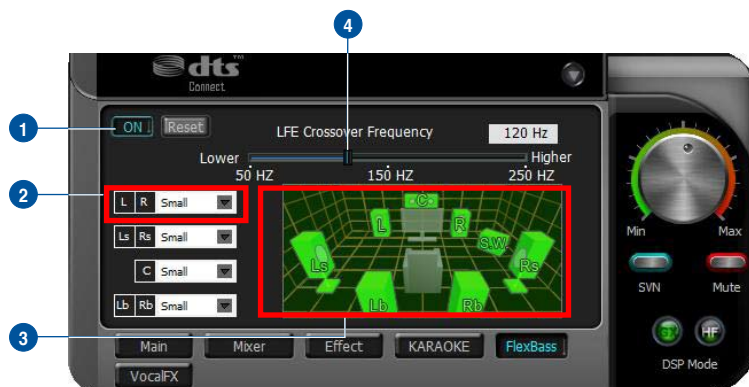 4
dts™
Connect
1
ON Reset
LFE Crossover Frequency 120 Hz
Lower Higher
50 HZ 150 HZ 250 HZ
2
L R Small
Ls Rs Small
C Small
Lb Rb Small
C
L R
S.W
Ls Rs
Lb Rb
3
Main Mixer Effect KARAOKE FlexBass
VocalFX
Min Max
SVN Mute
HF
DSP Mode